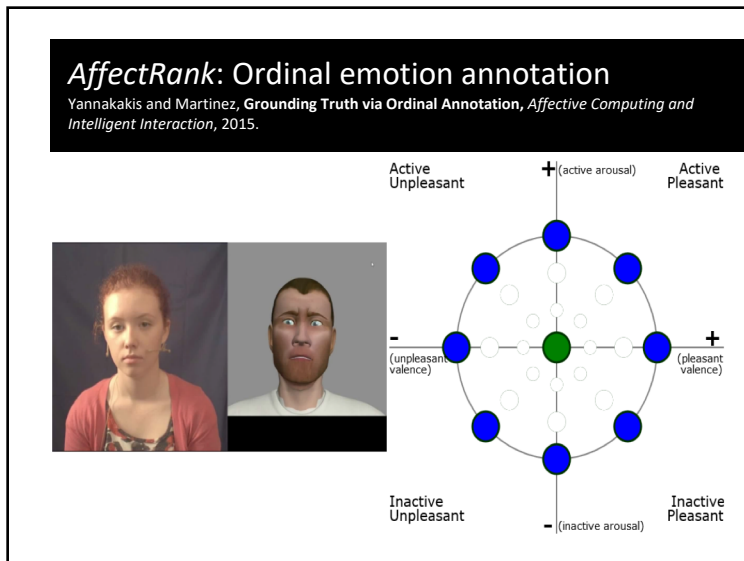 AffectRank: Ordinal emotion annotation
Yannakakis and Martinez, Grounding Truth via Ordinal Annotation, Affective Computing and
Intelligent Interaction, 2015.
Active
Unpleasant
+ (active arousal)
Active
Pleasant
-
(unpleasant
valence)
+
(pleasant
valence)
Inactive
Unpleasant
- (inactive arousal)
Inactive
Pleasant